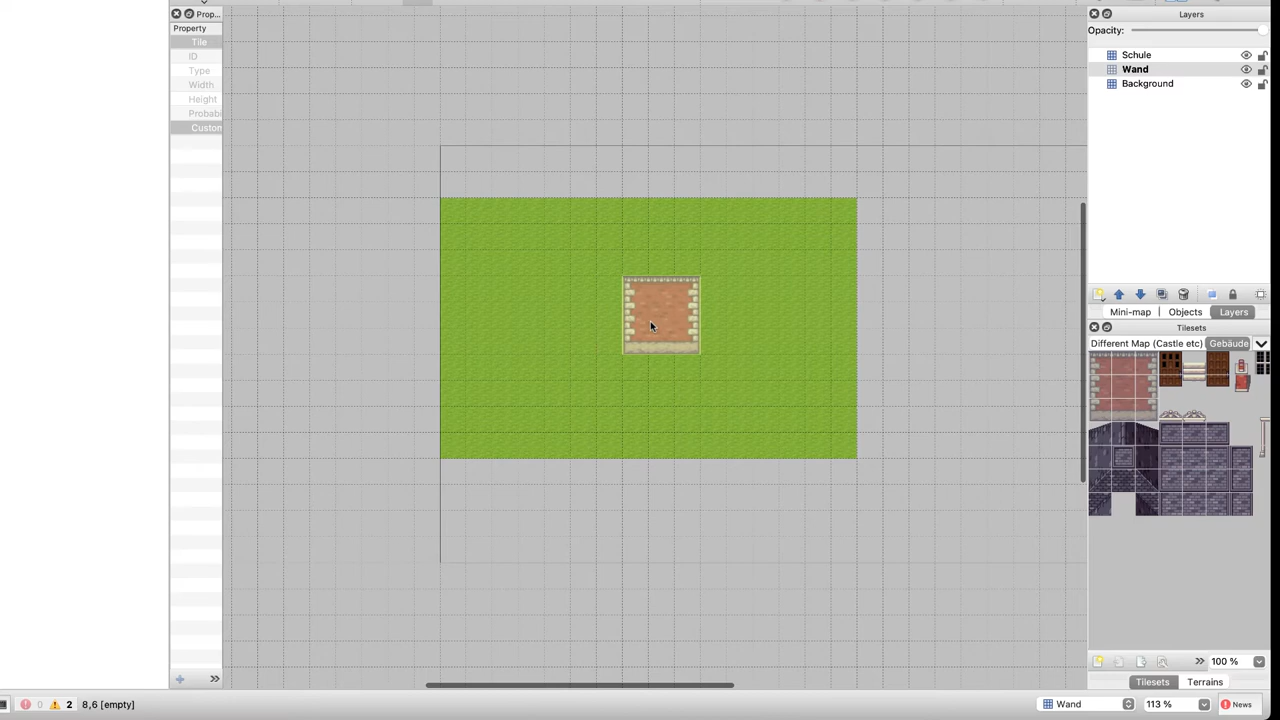 Prop...
Property
Tile
ID
Type
Width
Height
Probabi
Custom
8,6 [empty]
0
2
Layers
Opacity:
Schule
Wand
Background
Mini-map
Objects
Layers
Tilesets
Different Map (Castle etc)
Gebäude
100 %
Tilesets
Terrains
Wand
113 %
News